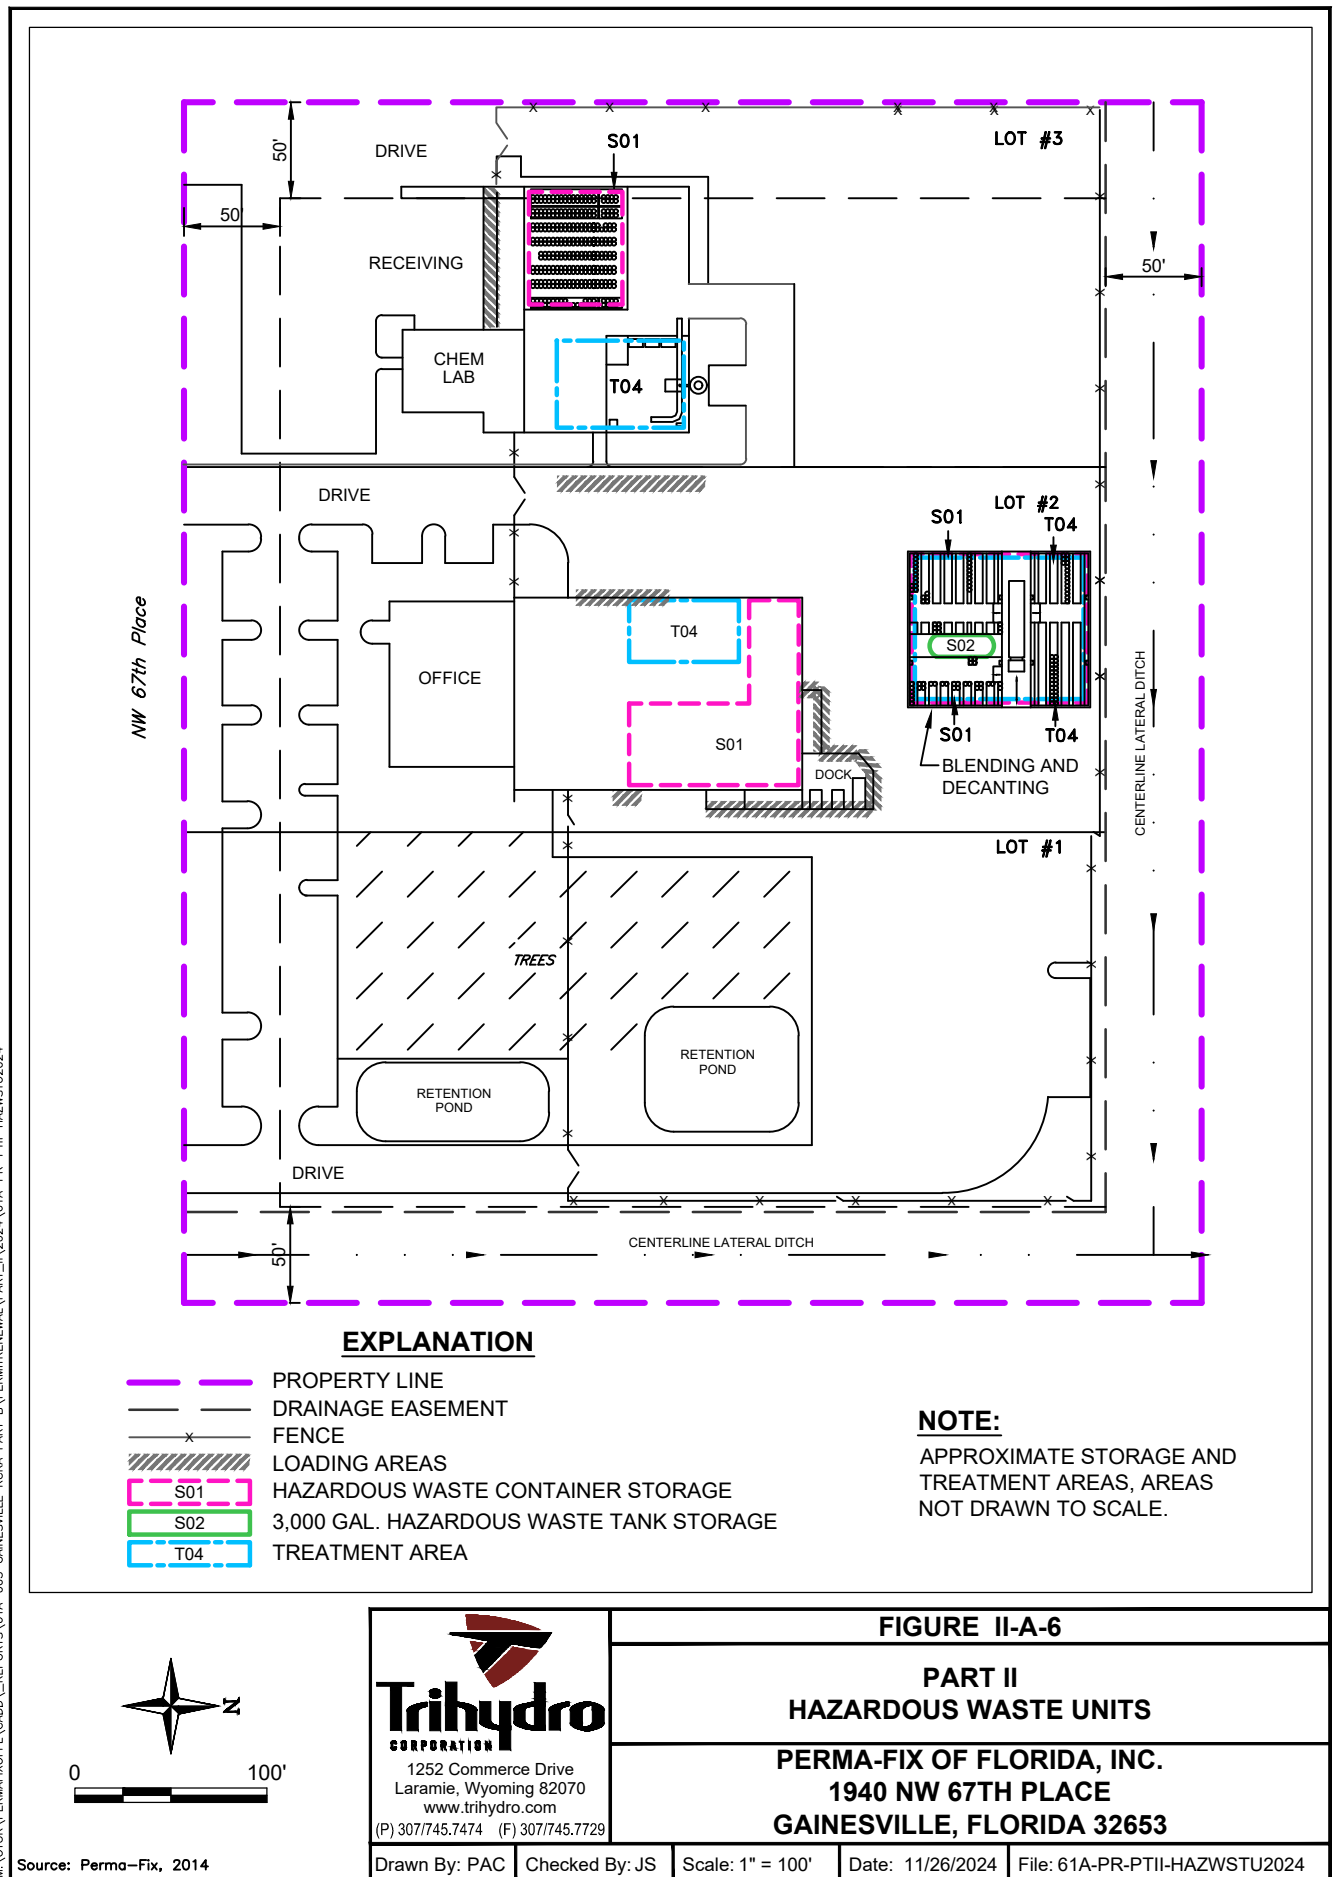 LOT #3
50'
DRIVE
S01
50'
RECEIVING
50'
CHEM
LAB
T04
DRIVE
LOT #2
S01
T04
NW 67th Place
T04
S02
OFFICE
CENTERLINE LATERAL DITCH
S01
DOCK
S01
T04
BLENDING AND
DECANTING
LOT #1
TREES
RETENTION
POND
RETENTION
POND
DRIVE
50'
CENTERLINE LATERAL DITCH
EXPLANATION
PROPERTY LINE
DRAINAGE EASEMENT
x FENCE
LOADING AREAS
S01 HAZARDOUS WASTE CONTAINER STORAGE
S02 3,000 GAL. HAZARDOUS WASTE TANK STORAGE
T04 TREATMENT AREA
NOTE:
APPROXIMATE STORAGE AND
TREATMENT AREAS, AREAS
NOT DRAWN TO SCALE.
N
0 100'
Source: Perma-Fix, 2014
Trihydro
CORPORATION
1252 Commerce Drive
Laramie, Wyoming 82070
www.trihydro.com
(P) 307/745.7474 (F) 307/745.7729
FIGURE II-A-6
PART II
HAZARDOUS WASTE UNITS
PERMA-FIX OF FLORIDA, INC.
1940 NW 67TH PLACE
GAINESVILLE, FLORIDA 32653
Drawn By: PAC Checked By: JS Scale: 1" = 100' Date: 11/26/2024 File: 61A-PR-PTII-HAZWSTU2024